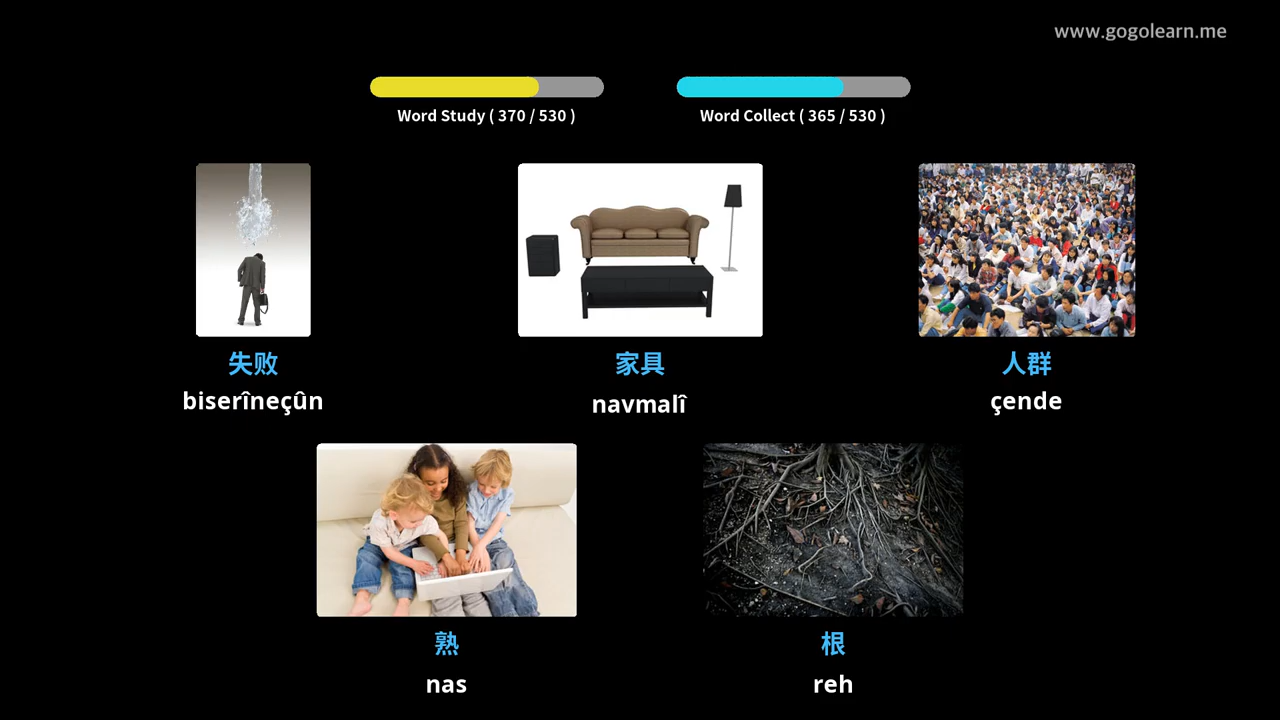 www.gogolearn.me
Word Study ( 370 / 530 )
Word Collect ( 365 / 530 )
失败
biserîneçûn
家具
navmalî
人群
çende
熟
nas
根
reh